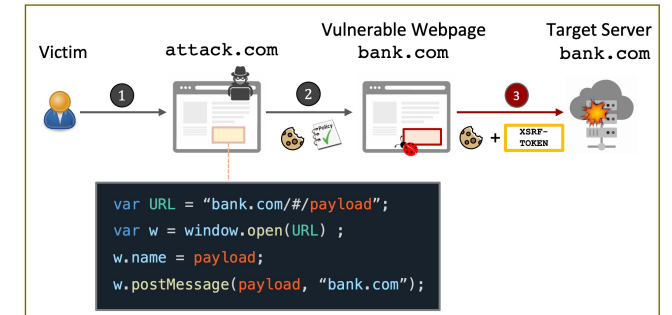 Victim
attack.com
Vulnerable Webpage
bank.com
Target Server
bank.com
1
2
3
Policy
+
XSRF-
TOKEN
var URL = “bank.com/#/payload”;
var w = window.open(URL) ;
w.name = payload;
w.postMessage(payload, “bank.com”);